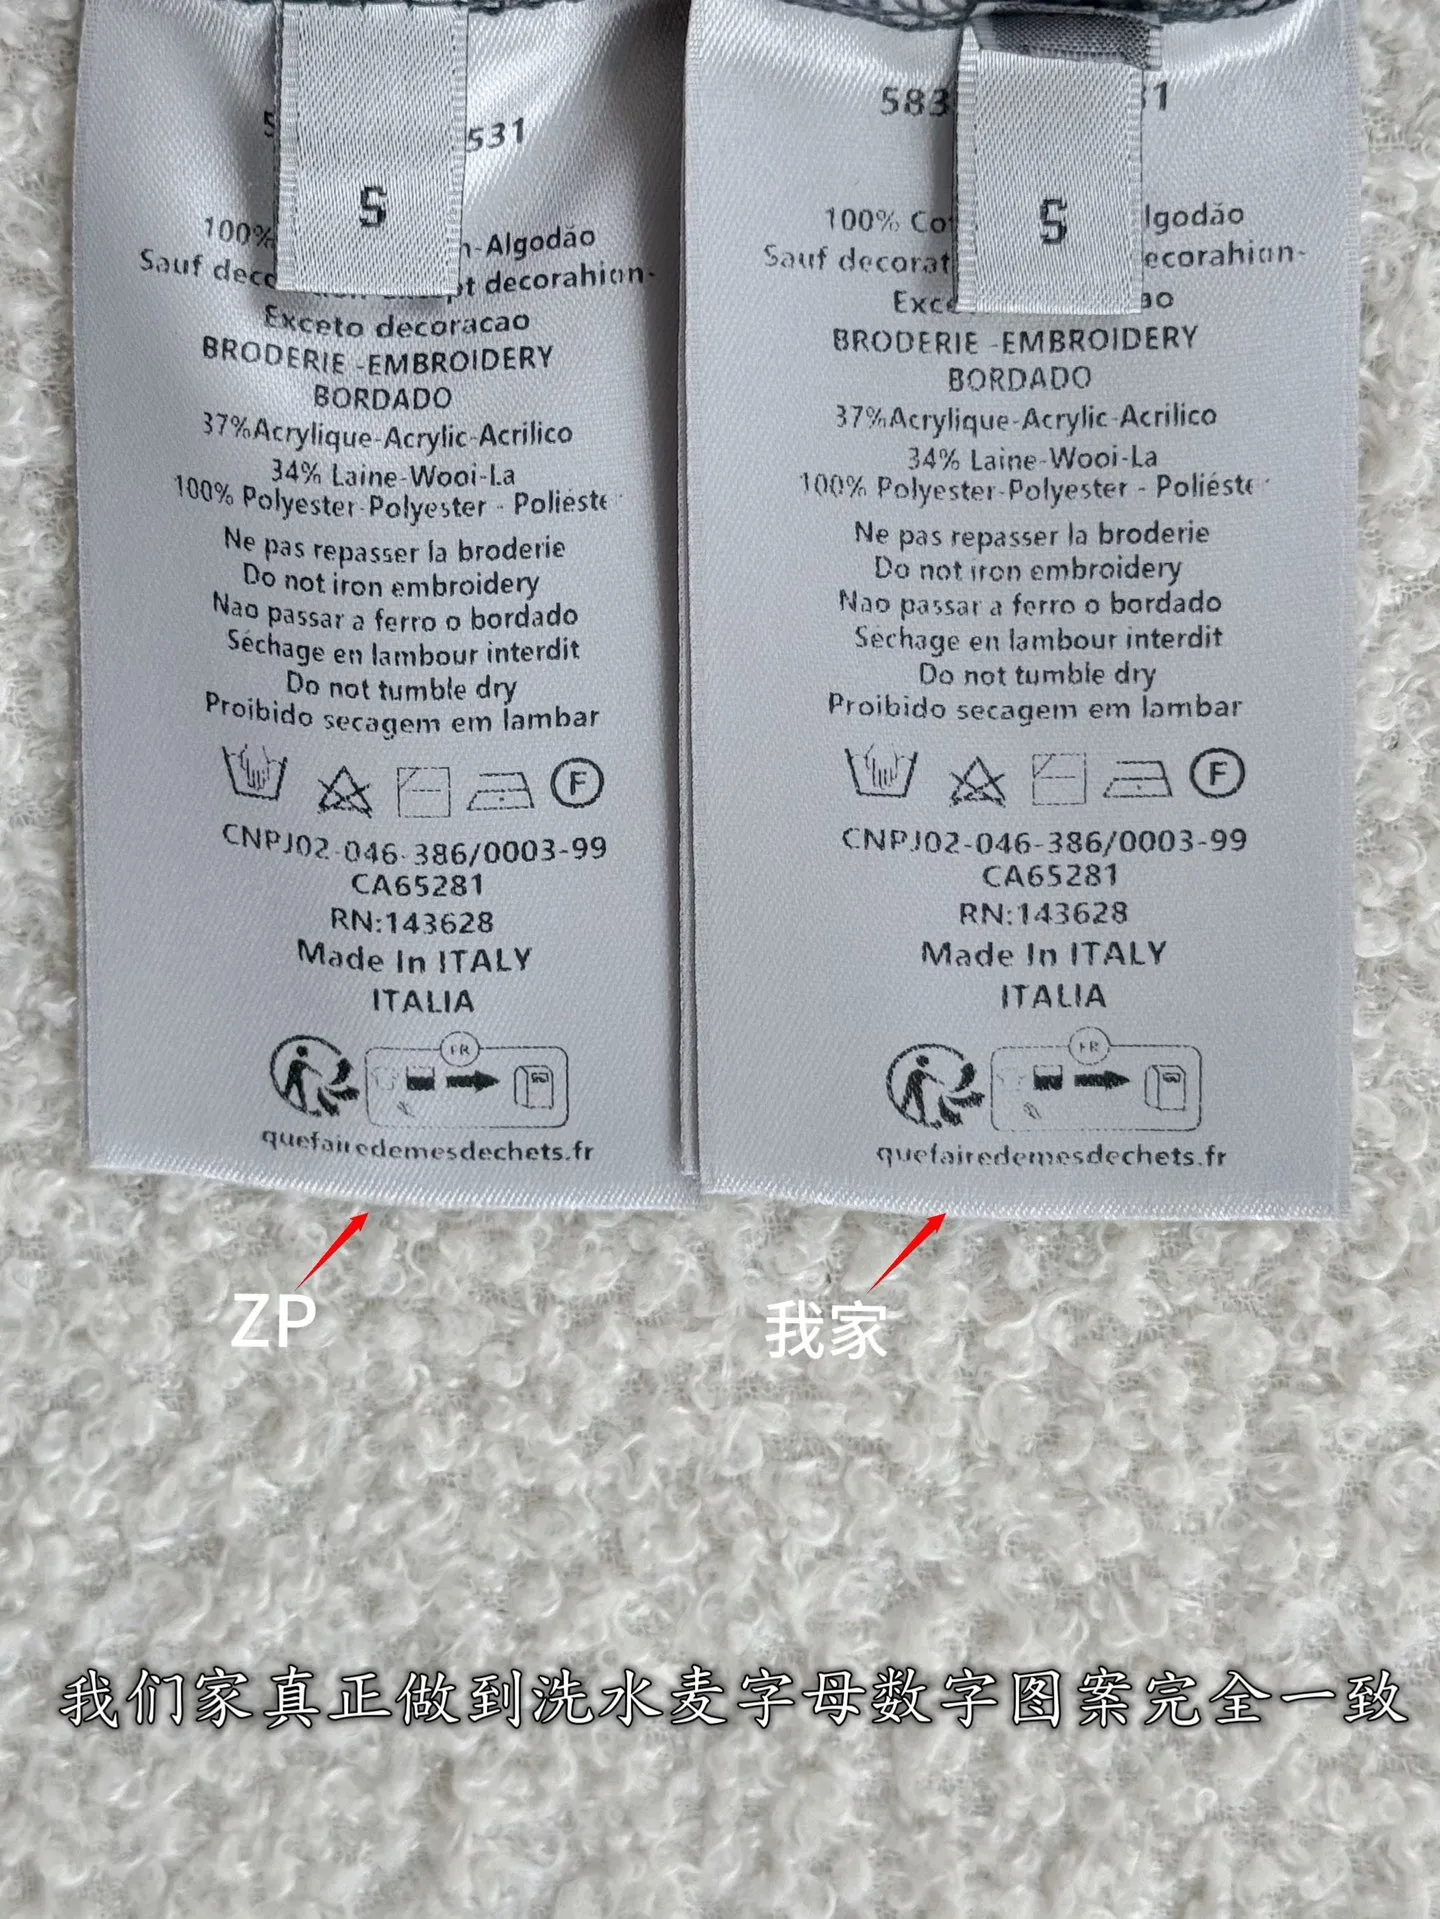 531
S
100%
-Algodão
Sauf
decorahion-
Exceto decoracao
BRODERIE -EMBROIDERY
BORDADO
37%Acrylique-Acrylic-Acrilico
34% Laine-Wooi-La
100% Polyester-Polyester - Poliéste
Ne pas repasser la broderie
Do not iron embroidery
Nao passar a ferro o bordado
Séchage en lambour interdit
Do not tumble dry
Proibido secagem em lambar
F
CNPJ02-046-386/0003-99
CA65281
RN:143628
Made In ITALY
ITALIA
FR
quefairedemesdechets.fr
583
S
100%
lgodão
Sauf decorat
ecorahion-
BRODERIE -EMBROIDERY
BORDADO
37%Acrylique-Acrylic-Acrilico
34% Laine-Wooi-La
100% Polyester-Polyester - Poliéste
Ne pas repasser la broderie
Do not iron embroidery
Nao passar a ferro o bordado
Sechage en lambour interdit
Do not tumble dry
Proibido secagem em lambar
F
CNPJ02-046-386/0003-99
CA65281
RN:143628
Made In ITALY
ITALIA
FR
quefairedemesdechets.fr
ZP
我家
我们家真正做到洗水麦字母数字图案完全一致